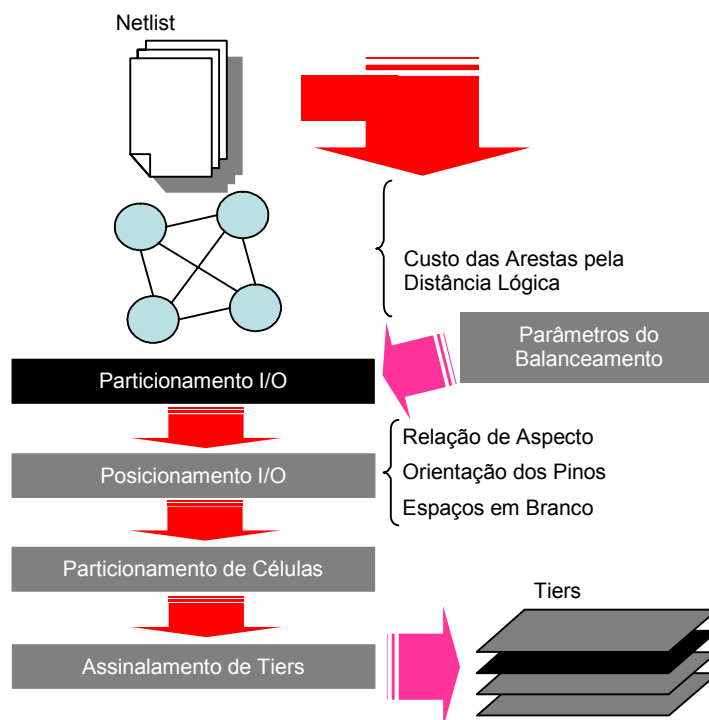 Netlist
Custo das Arestas pela
Distância Lógica
Parâmetros do
Balanceamento
Particionamento I/O
Relação de Aspecto
Orientação dos Pinos
Espaços em Branco
Posicionamento I/O
Particionamento de Células
Tiers
Assinalamento de Tiers